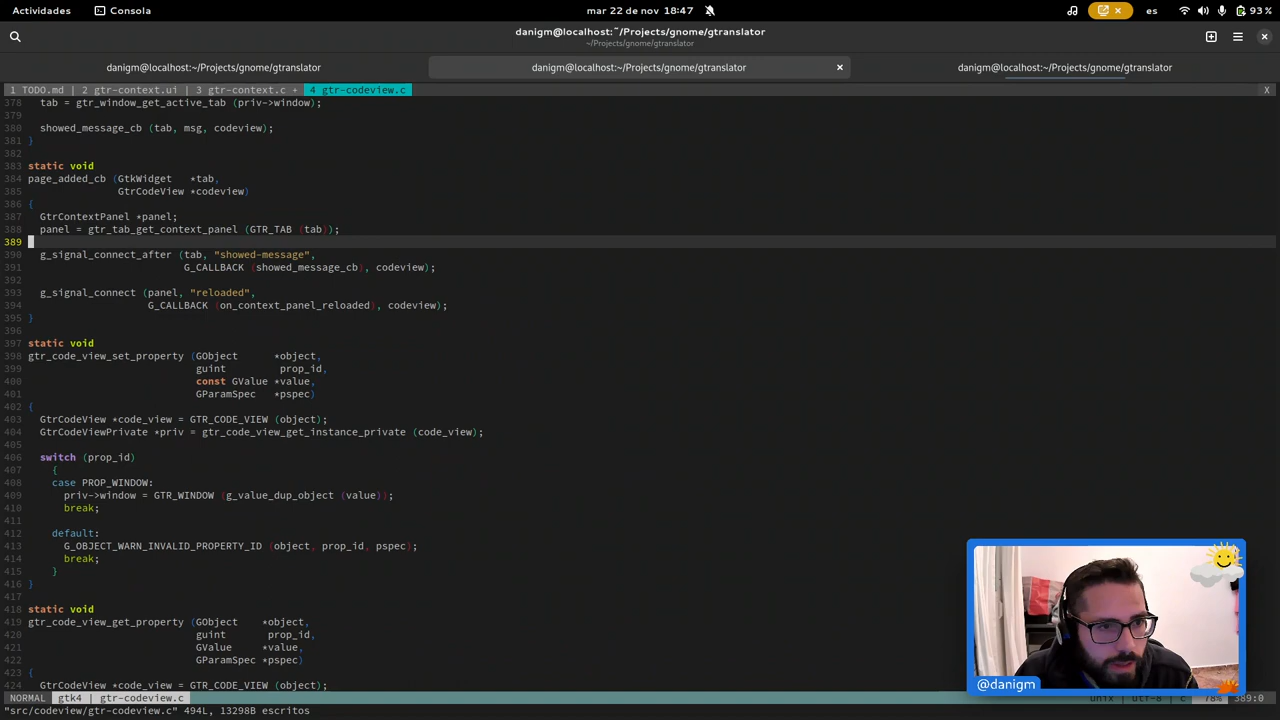 Actividades
Consola
mar 22 de nov 18:47
es
93 %
danigm@localhost:~/Projects/gnome/gtranslator
~/Projects/gnome/gtranslator
danigm@localhost:~/Projects/gnome/gtranslator
danigm@localhost:~/Projects/gnome/gtranslator
danigm@localhost:~/Projects/gnome/gtranslator
1 TODO.md | 2 gtr-context.ui | 3 gtr-context.c + 4 gtr-codeview.c X
378 tab = gtr_window_get_active_tab (priv->window);
379
380 showed_message_cb (tab, msg, codeview);
381 }
382
383 static void
384 page_added_cb (GtkWidget *tab,
385 GtrCodeView *codeview)
386 {
387 GtrContextPanel *panel;
388 panel = gtr_tab_get_context_panel (GTR_TAB (tab));
389
390 g_signal_connect_after (tab, "showed-message",
391 G_CALLBACK (showed_message_cb), codeview);
392
393 g_signal_connect (panel, "reloaded",
394 G_CALLBACK (on_context_panel_reloaded), codeview);
395 }
396
397 static void
398 gtr_code_view_set_property (GObject *object,
399 guint prop_id,
400 const GValue *value,
401 GParamSpec *pspec)
402 {
403 GtrCodeView *code_view = GTR_CODE_VIEW (object);
404 GtrCodeViewPrivate *priv = gtr_code_view_get_instance_private (code_view);
405
406 switch (prop_id)
407 {
408 case PROP_WINDOW:
409 priv->window = GTR_WINDOW (g_value_dup_object (value));
410 break;
411
412 default:
413 G_OBJECT_WARN_INVALID_PROPERTY_ID (object, prop_id, pspec);
414 break;
415 }
416 }
417
418 static void
419 gtr_code_view_get_property (GObject *object,
420 guint prop_id,
421 GValue *value,
422 GParamSpec *pspec)
423 {
424 GtrCodeView *code_view = GTR_CODE_VIEW (object);
@danigm
NORMAL gtk4 | gtr-codeview.c unix | utf-8 | c 78% 389:0
"src/codeview/gtr-codeview.c" 494L, 13298B escritos